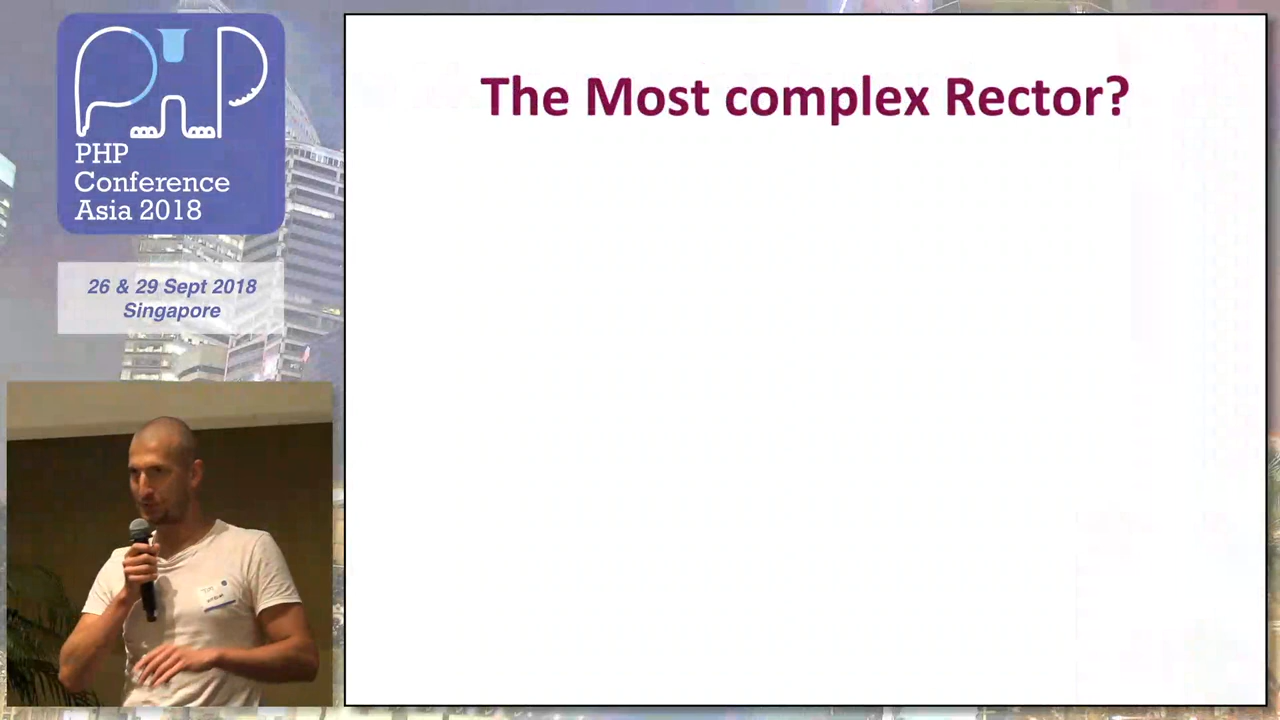 PHP
Conference
Asia 2018
26 & 29 Sept 2018
Singapore
The Most complex Rector?